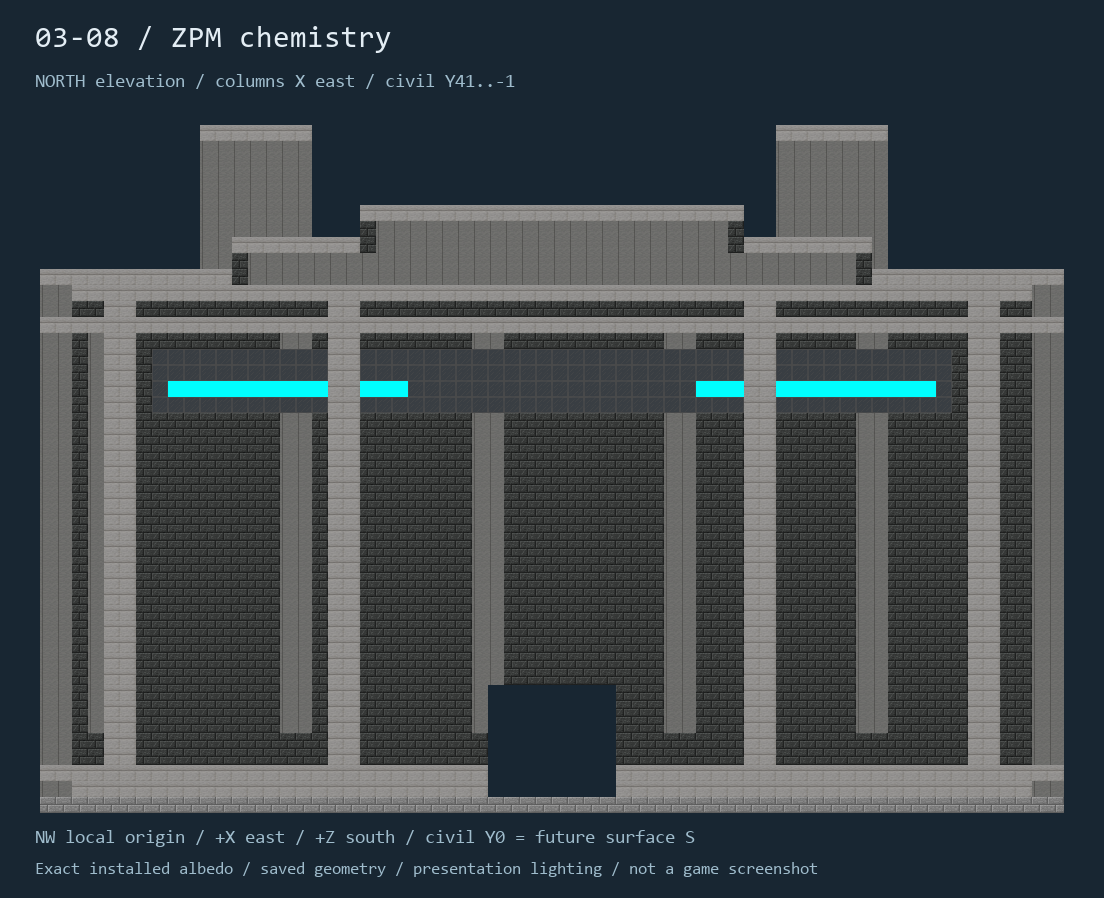 03-08 / ZPM chemistry
NORTH elevation / columns X east / civil Y41..-1
NW local origin / +X east / +Z south / civil Y0 = future surface S
Exact installed albedo / saved geometry / presentation lighting / not a game screenshot